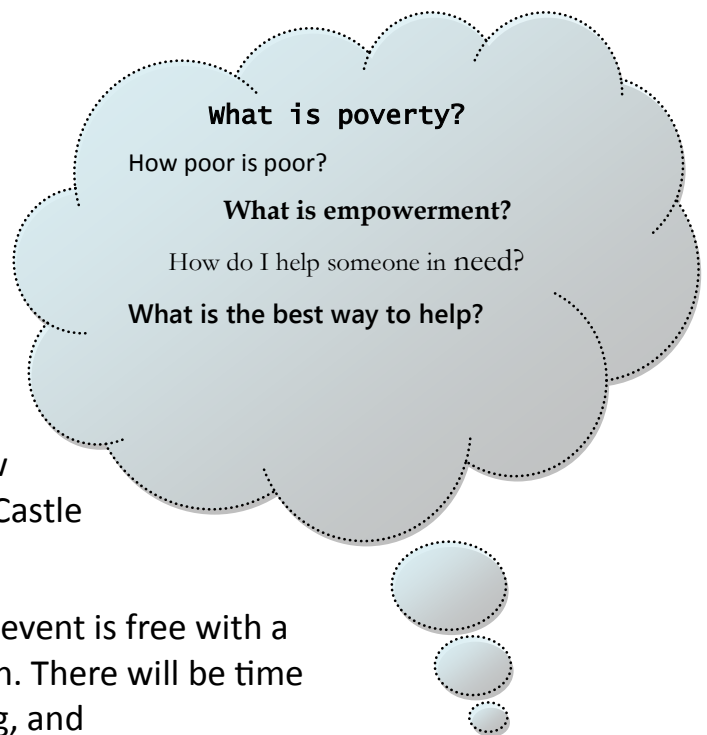 What is poverty?
How poor is poor?
What is empowerment?
How do I help someone in need?
What is the best way to help?
Castle
event is free with a
There will be time
and